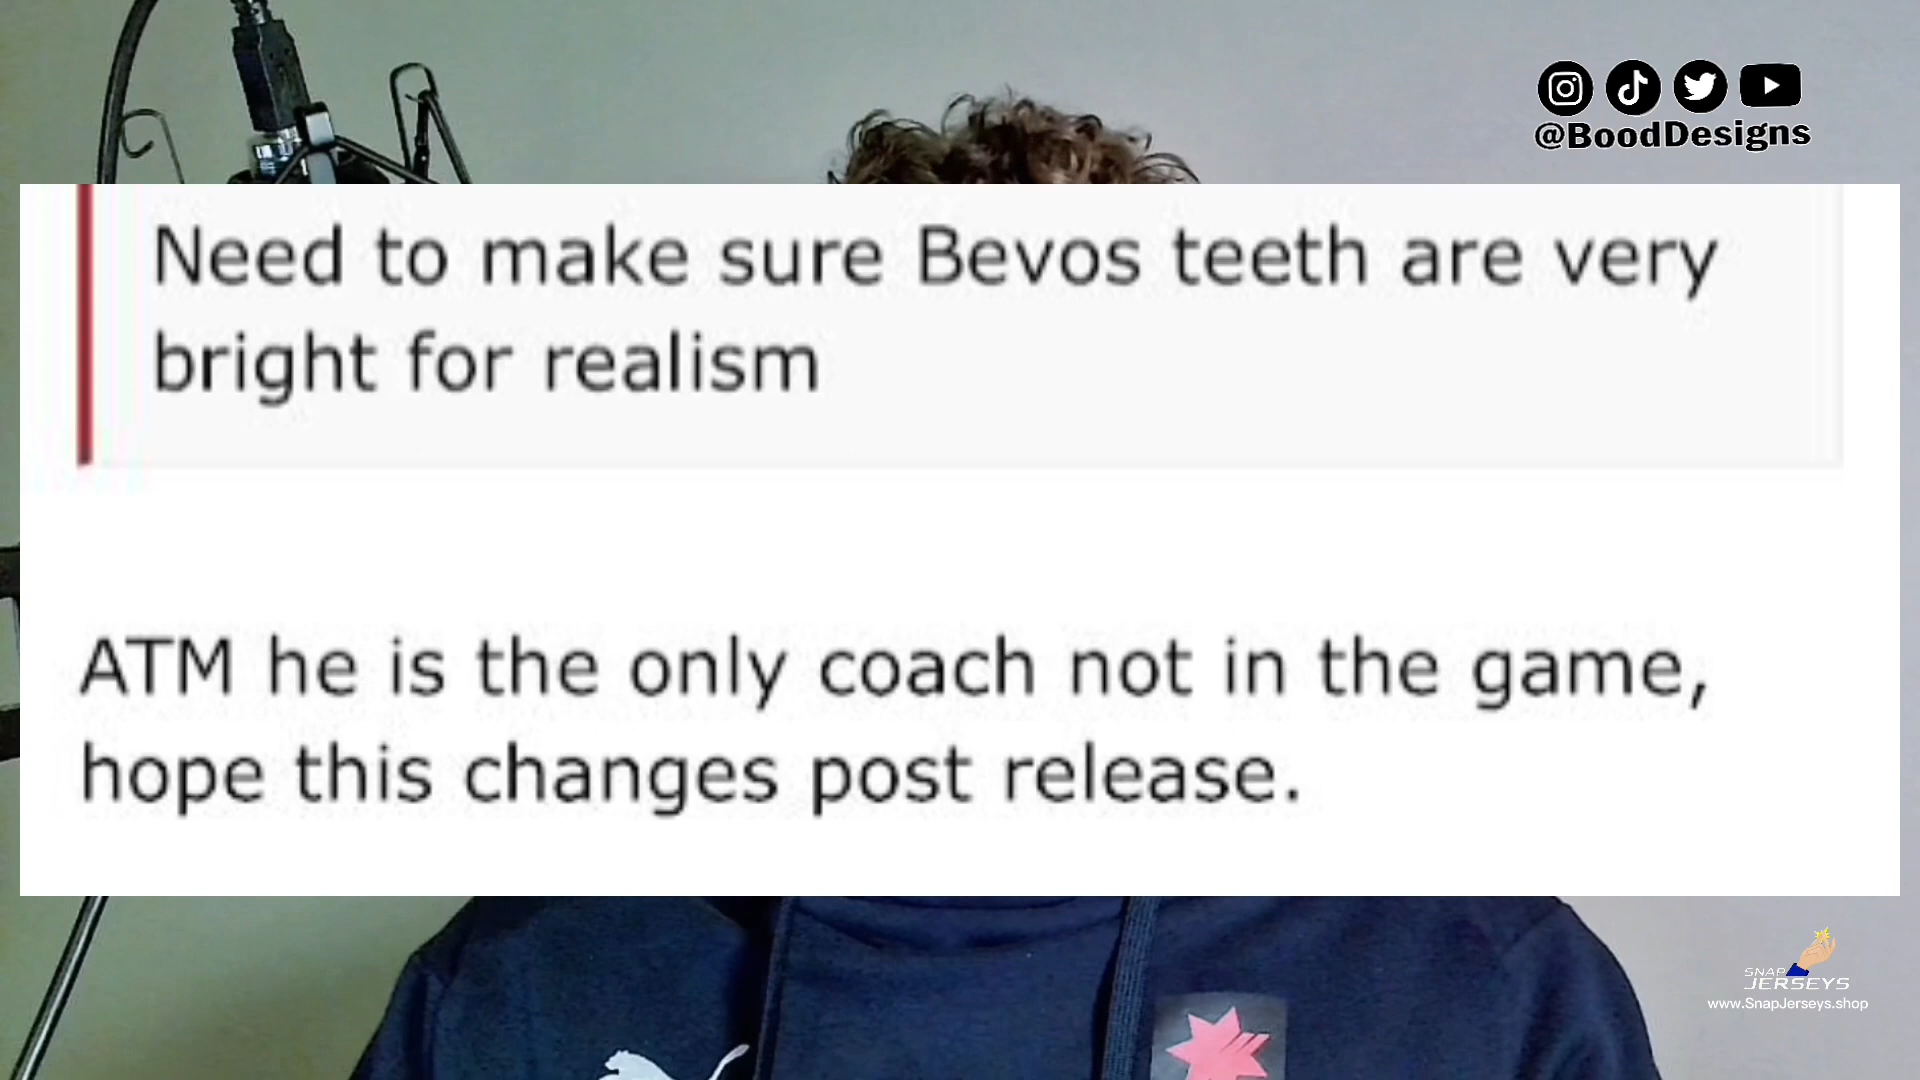 @BoodDesigns
Need to make sure Bevos teeth are very
bright for realism
ATM he is the only coach not in the game,
hope this changes post release.
SNAP
JERSEYS
www.SnapJerseys.shop